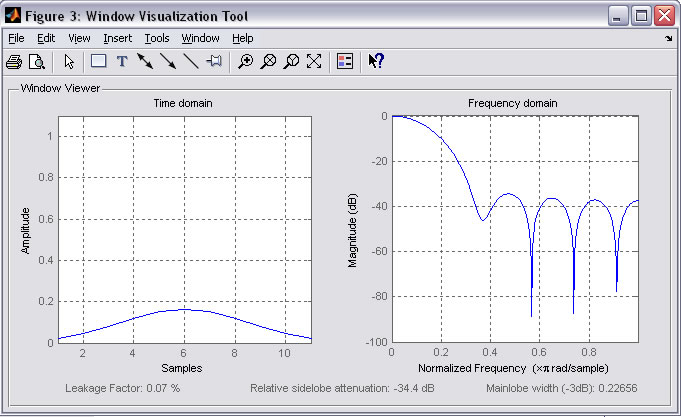 Figure 3: Window Visualization Tool
File Edit View Insert Tools Window Help
Window Viewer
Time domain
Amplitude
1
0.8
0.6
0.4
0.2
0
2 4 6 8 10
Samples
Frequency domain
Magnitude (dB)
0
-20
-40
-60
-80
-100
0 0.2 0.4 0.6 0.8
Normalized Frequency (×π rad/sample)
Leakage Factor: 0.07 %
Relative sidelobe attenuation: -34.4 dB
Mainlobe width (-3dB): 0.22656